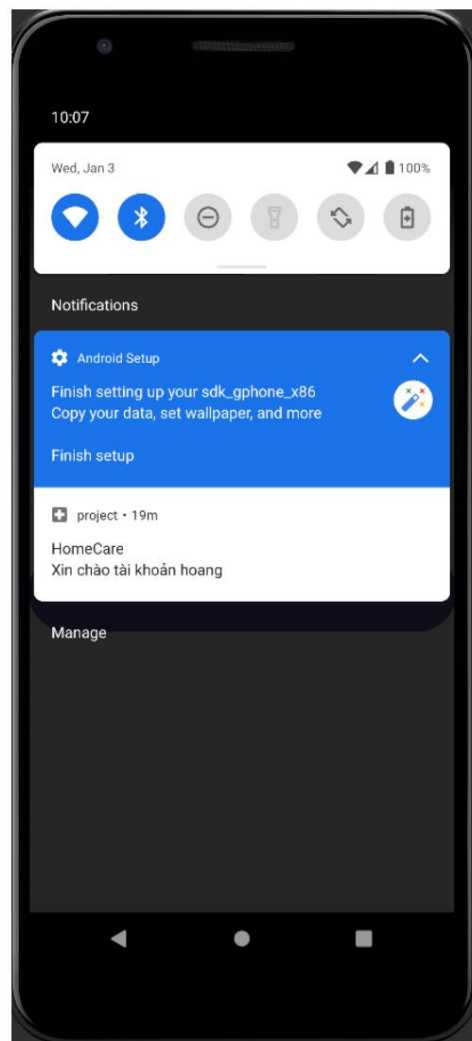 10:07
Wed, Jan 3 100%
Notifications
Android Setup
Finish setting up your sdk_gphone_x86
Copy your data, set wallpaper, and more
Finish setup
project • 19m
HomeCare
Xin chào tài khoản hoang
Manage